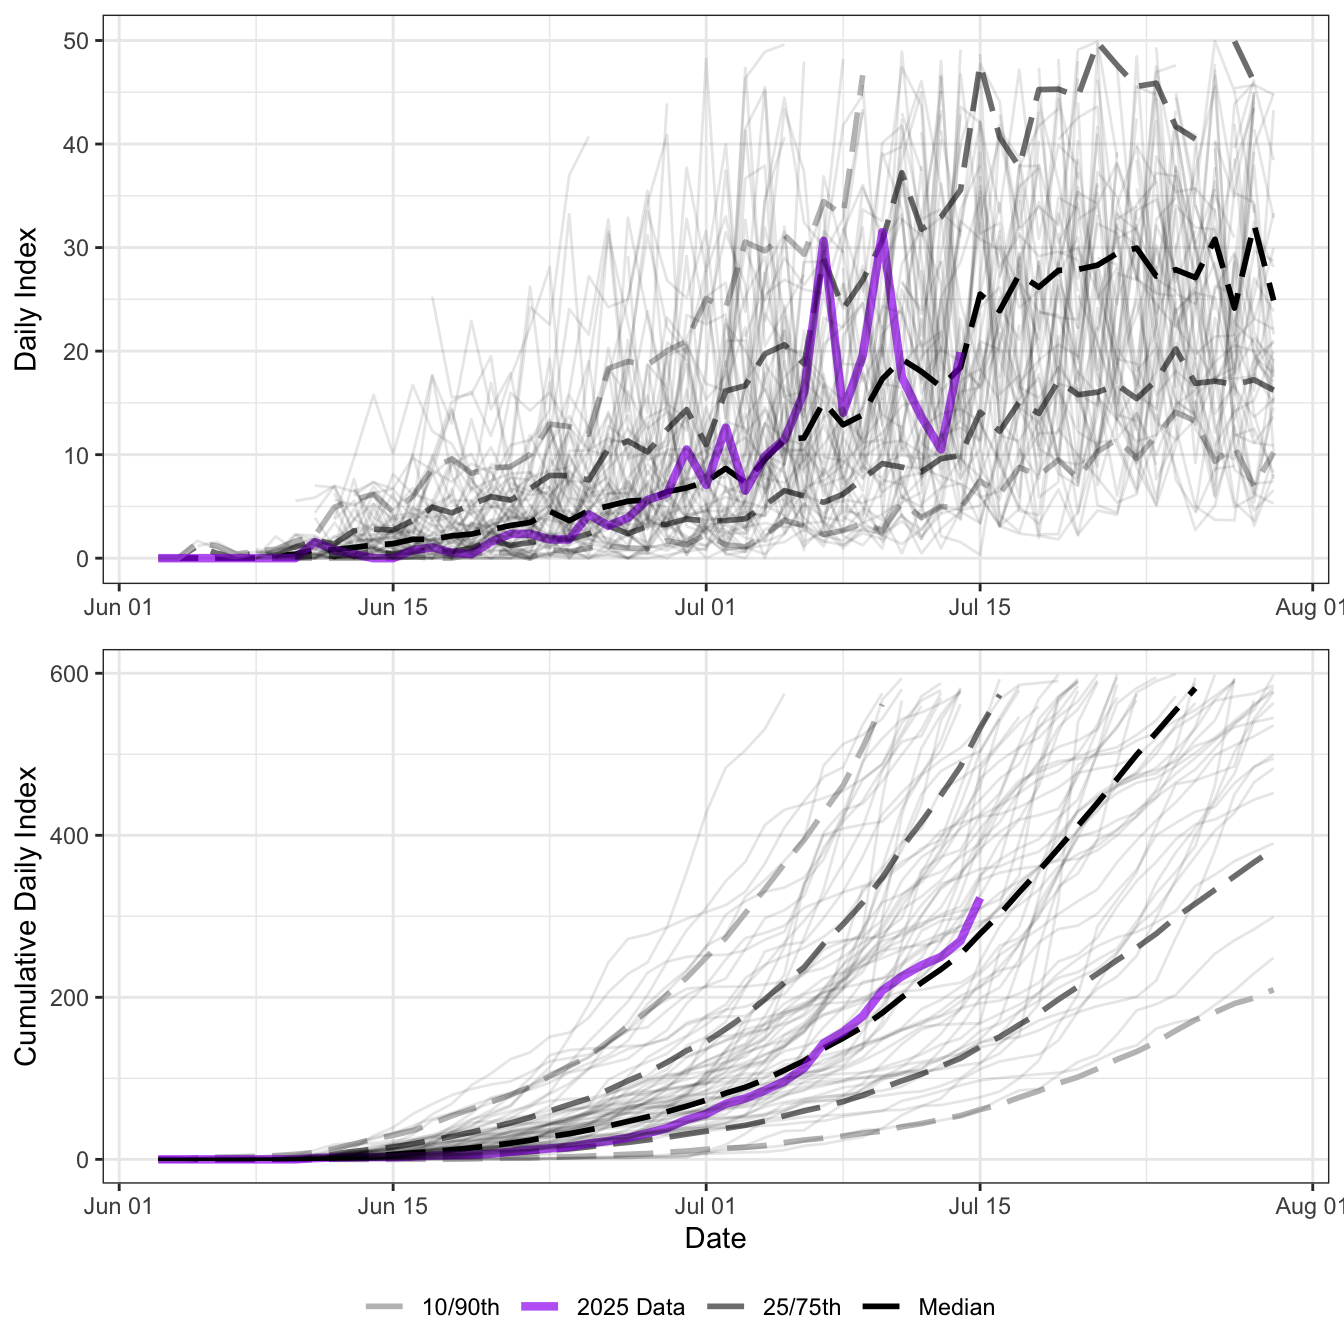 Daily Index
50
40
30
20
10
0
Jun 01 Jun 15 Jul 01 Jul 15 Aug 01
Cumulative Daily Index
600
400
200
0
Jun 01 Jun 15 Jul 01 Jul 15 Aug 01
Date
10/90th 2025 Data 25/75th Median